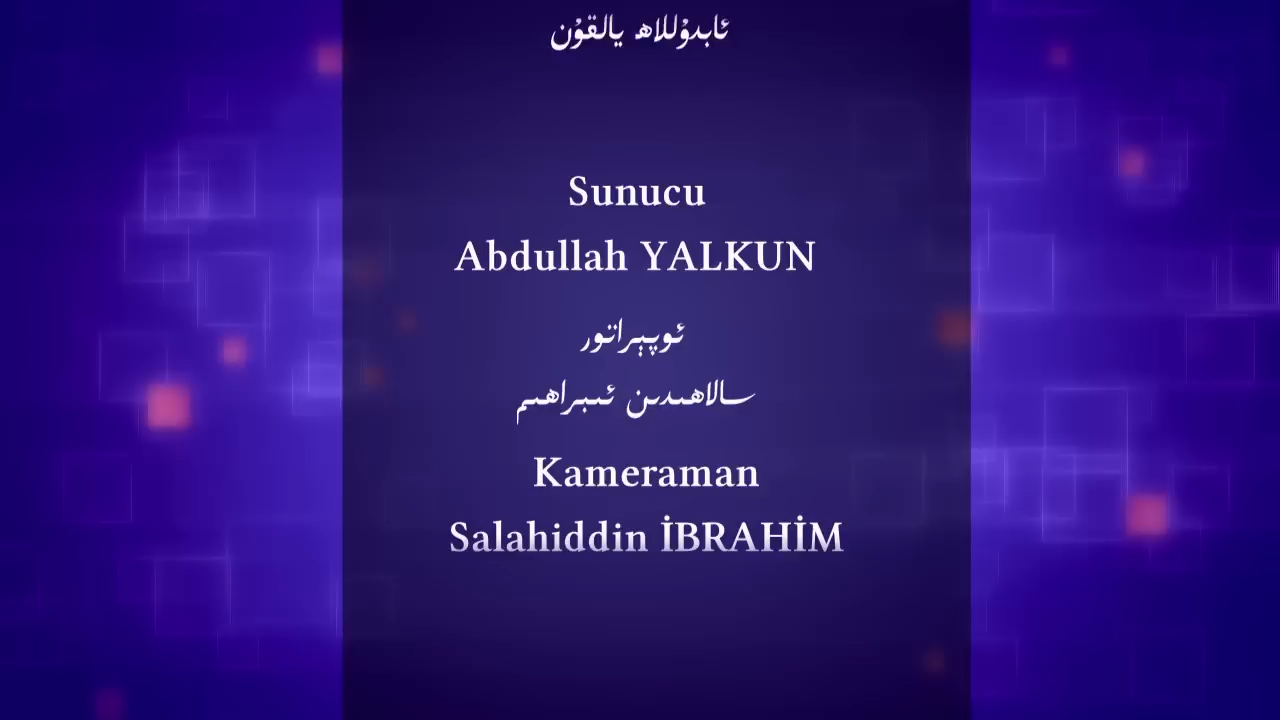 ئابدۇللاھ يالقۇن
Sunucu
Abdullah YALKUN
ئوپېراتور
سالاھىدىن ئىبراھىم
Kameraman
Salahiddin İBRAHİM